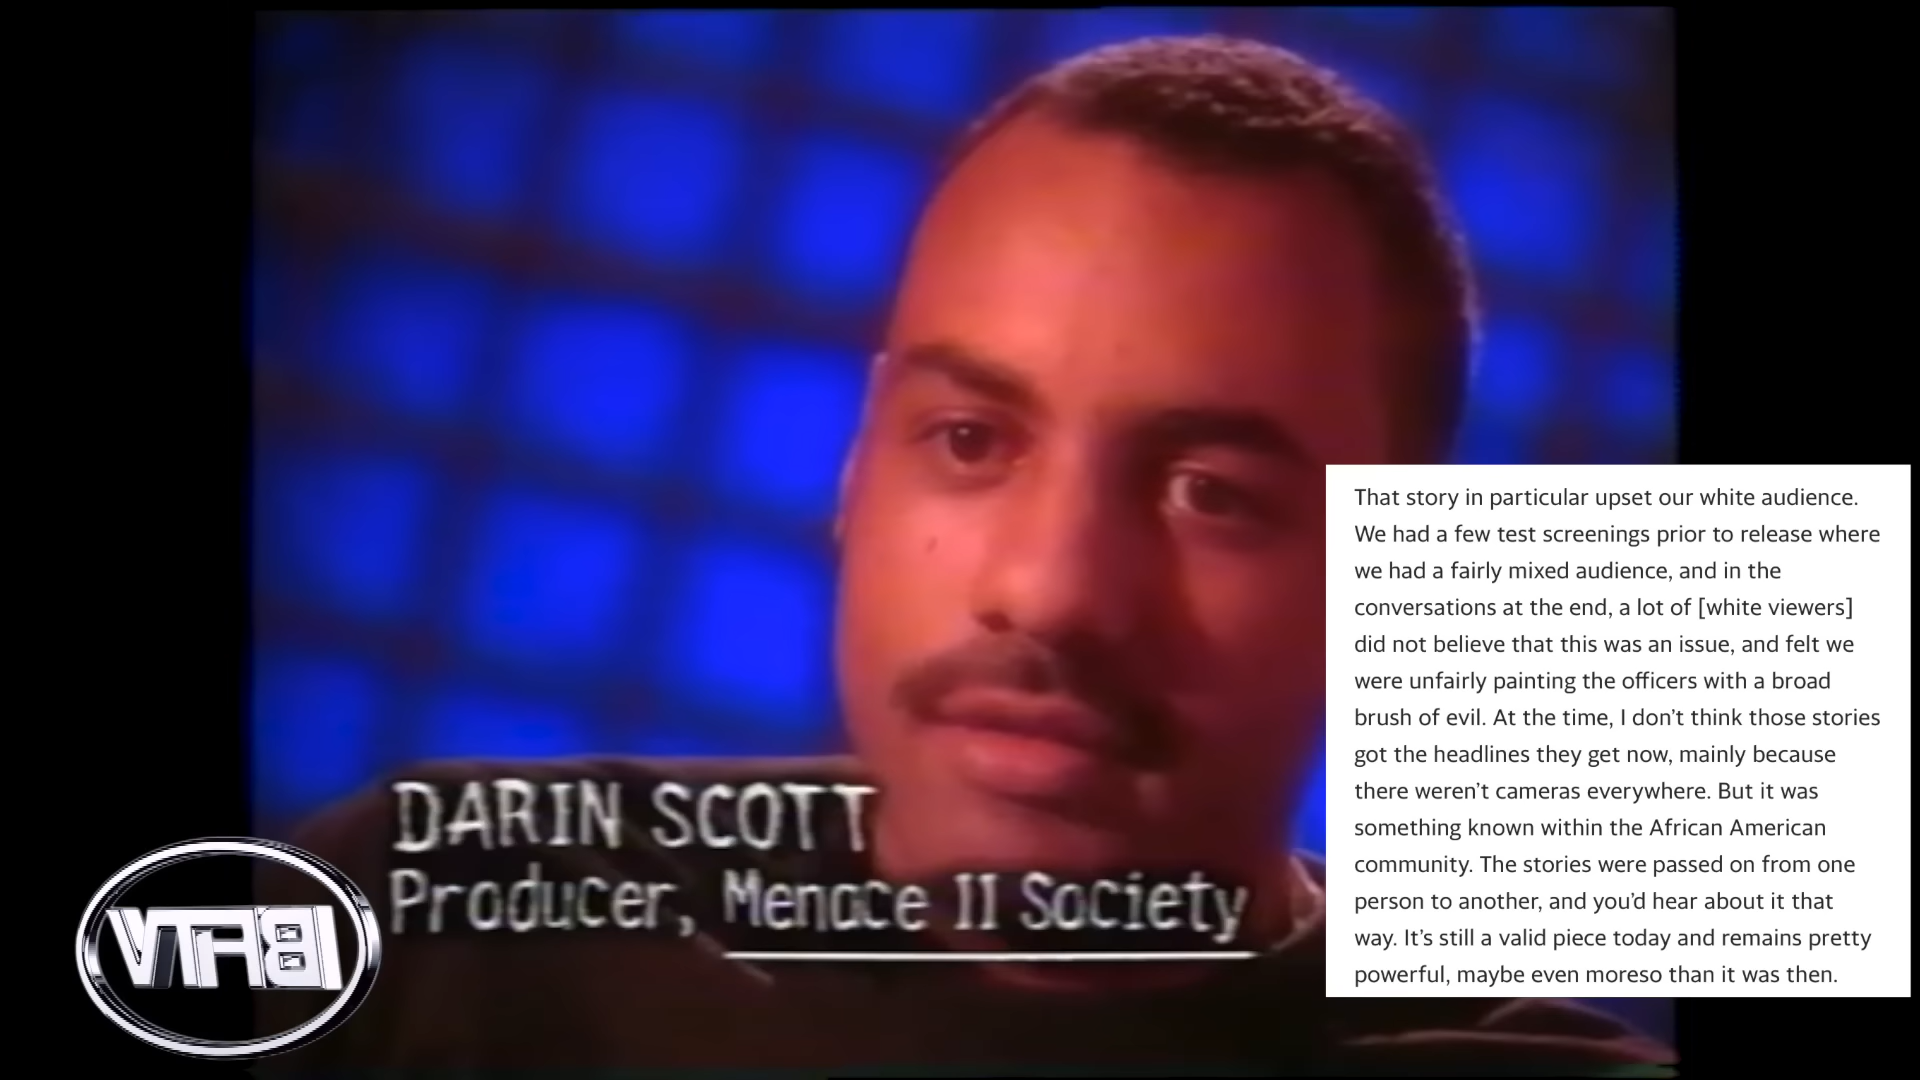 DARIN SCOTT
Producer, Menace II Society
BFTV
That story in particular upset our white audience.
We had a few test screenings prior to release where
we had a fairly mixed audience, and in the
conversations at the end, a lot of [white viewers]
did not believe that this was an issue, and felt we
were unfairly painting the officers with a broad
brush of evil. At the time, I don't think those stories
got the headlines they get now, mainly because
there weren't cameras everywhere. But it was
something known within the African American
community. The stories were passed on from one
person to another, and you'd hear about it that
way. It's still a valid piece today and remains pretty
powerful, maybe even moreso than it was then.